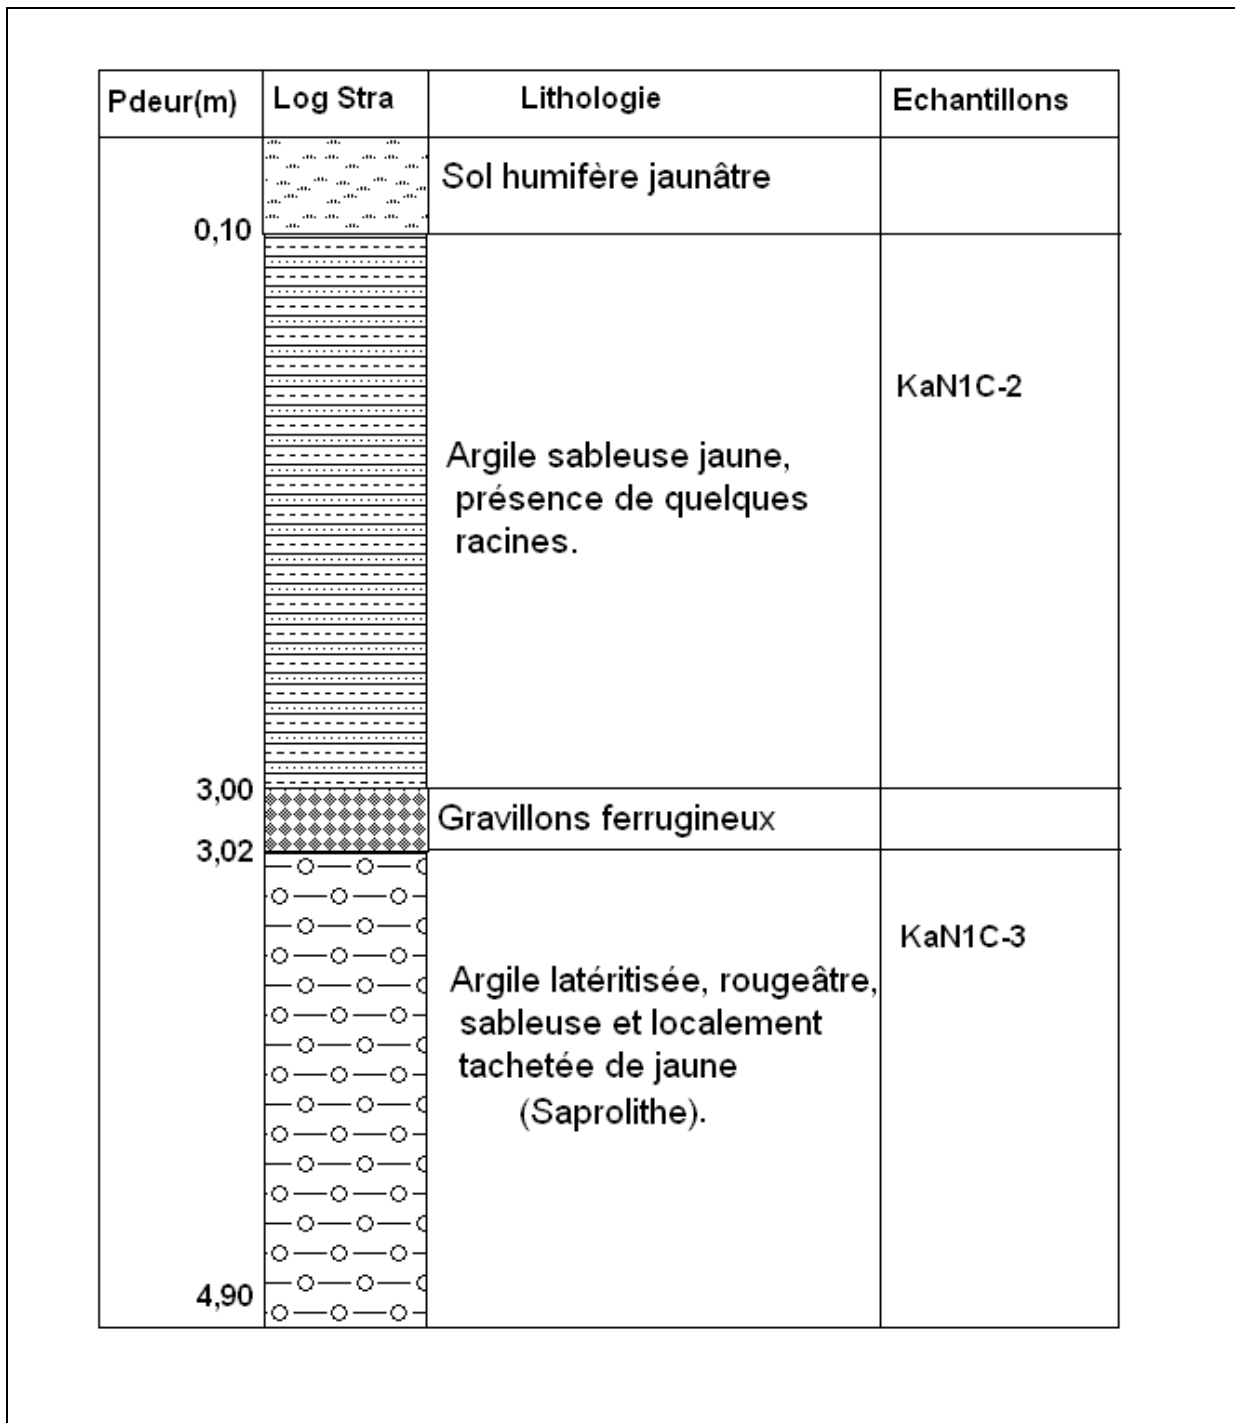 Pdeur(m) Log Stra Lithologie Echantillons
Sol humifère jaunâtre
0,10
KaN1C-2
Argile sableuse jaune,
présence de quelques
racines.
3,00
Gravillons ferrugineux
3,02
KaN1C-3
Argile latéritisée, rougeâtre,
sableuse et localement
tachetée de jaune
(Saprolithe).
4,90